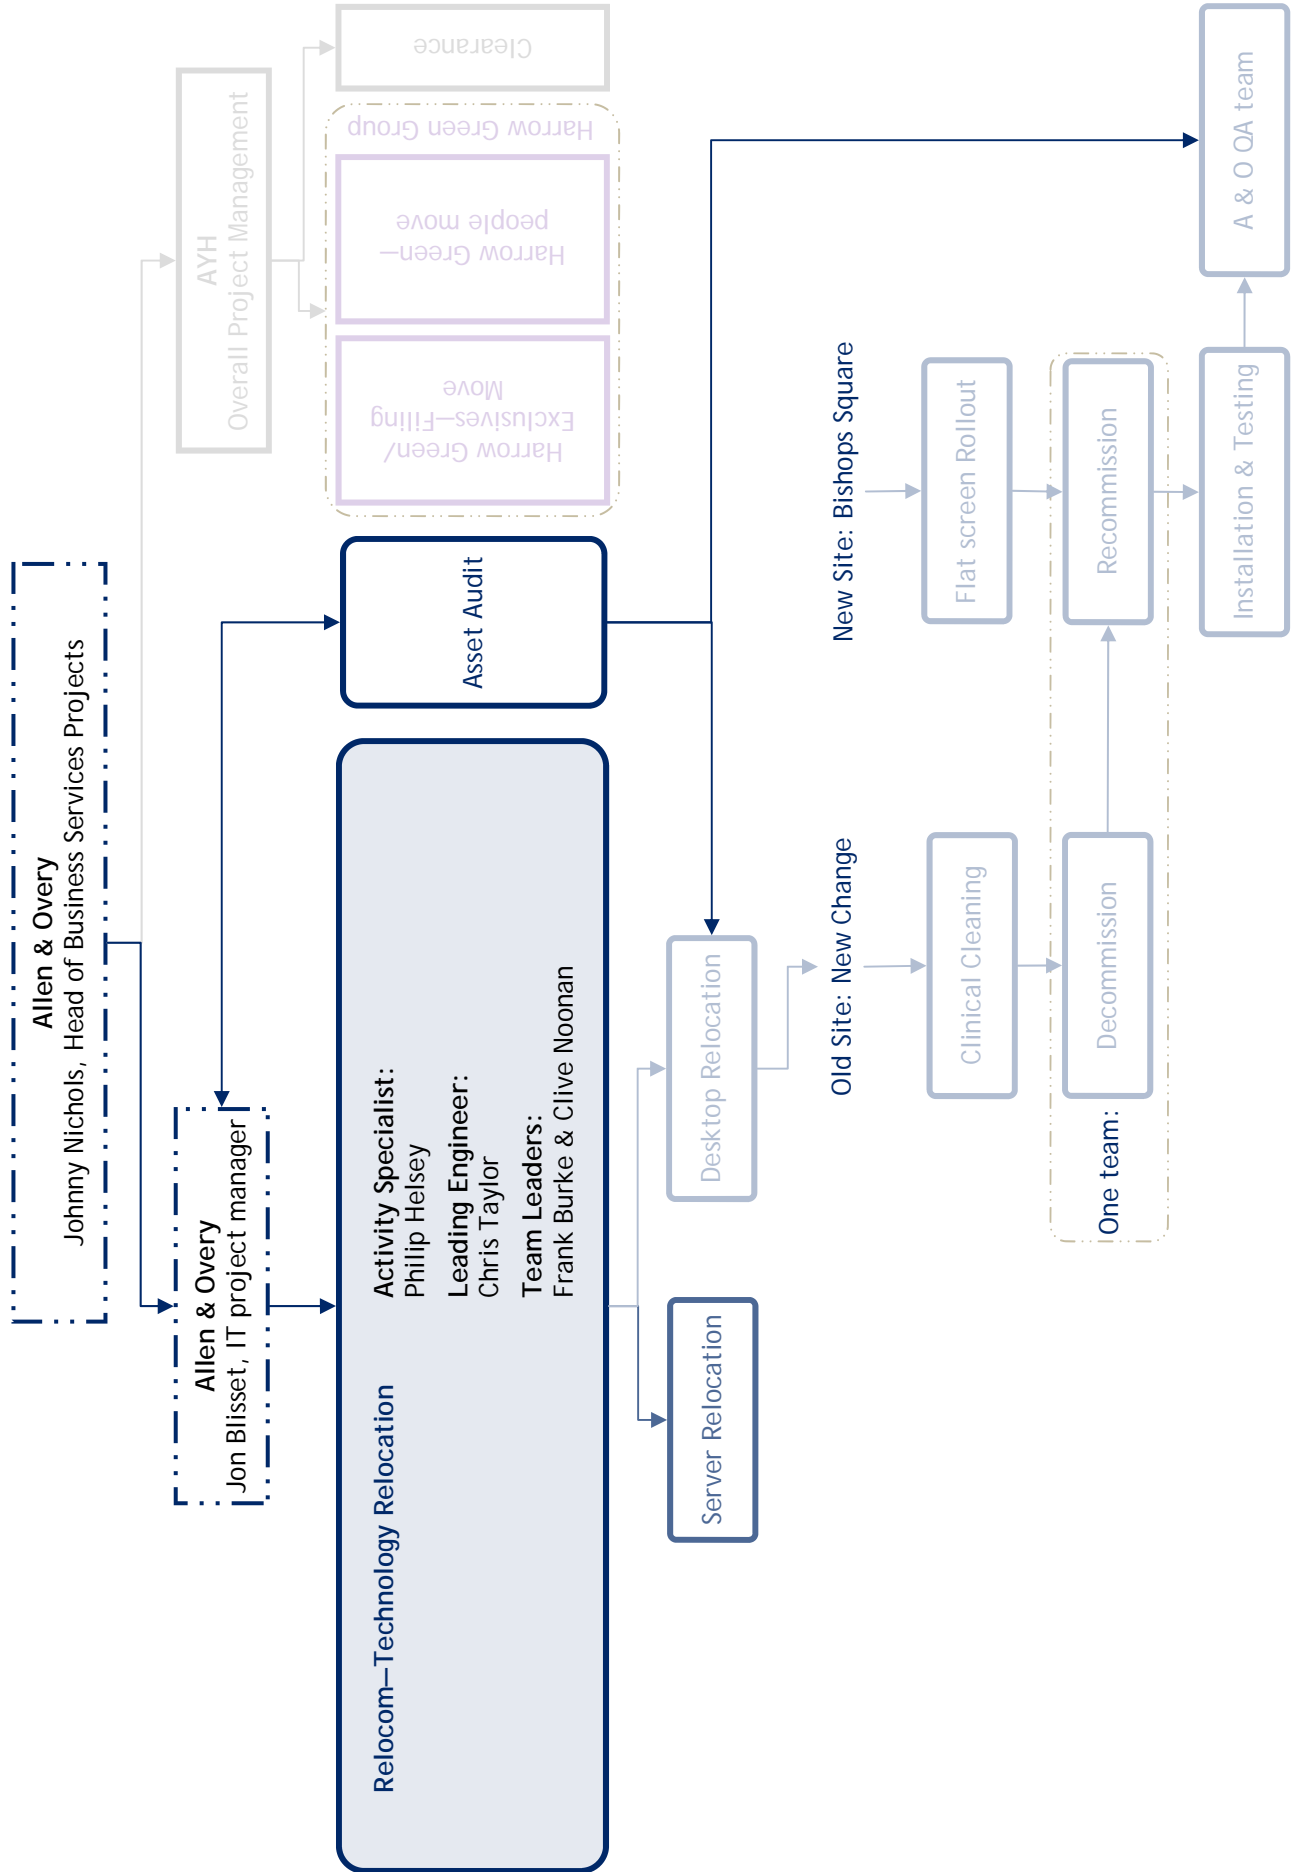 Allen & Overy
Johnny Nichols, Head of Business Services Projects
Allen & Overy
Jon Blisset, IT project manager
AYH
Overall Project Management
Relocom—Technology Relocation
Activity Specialist:
Philip Helsey
Leading Engineer:
Chris Taylor
Team Leaders:
Frank Burke & Clive Noonan
Asset Audit
Harrow Green/
Exclusives—Filing
Move
Harrow Green—
people move
Harrow Green Group
Clearance
Server Relocation
Desktop Relocation
Old Site: New Change
New Site: Bishops Square
Clinical Cleaning
Flat screen Rollout
One team:
Decommission
Recommission
Installation & Testing
A & O QA team